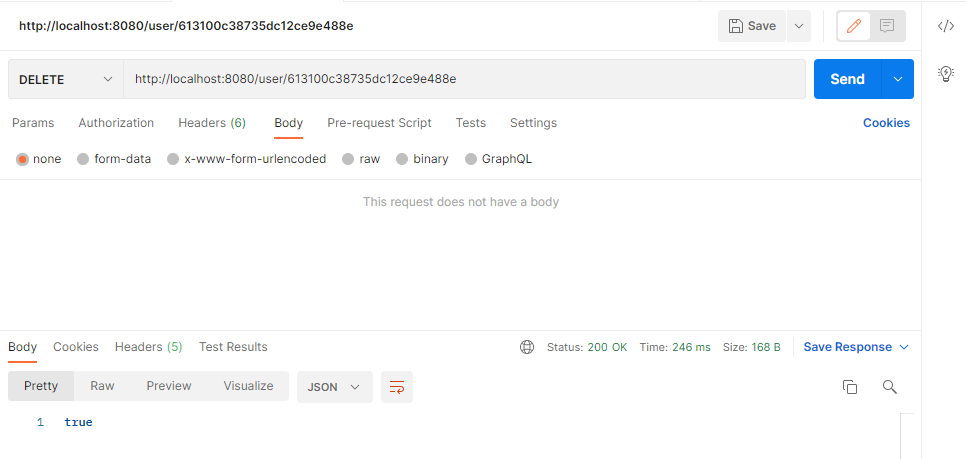 http://localhost:8080/user/613100c38735dc12ce9e488e
Save
DELETE
http://localhost:8080/user/613100c38735dc12ce9e488e
Send
Params Authorization Headers (6) Body Pre-request Script Tests Settings Cookies
none form-data x-www-form-urlencoded raw binary GraphQL
This request does not have a body
Body Cookies Headers (5) Test Results Status: 200 OK Time: 246 ms Size: 168 B Save Response
Pretty Raw Preview Visualize JSON
1 true